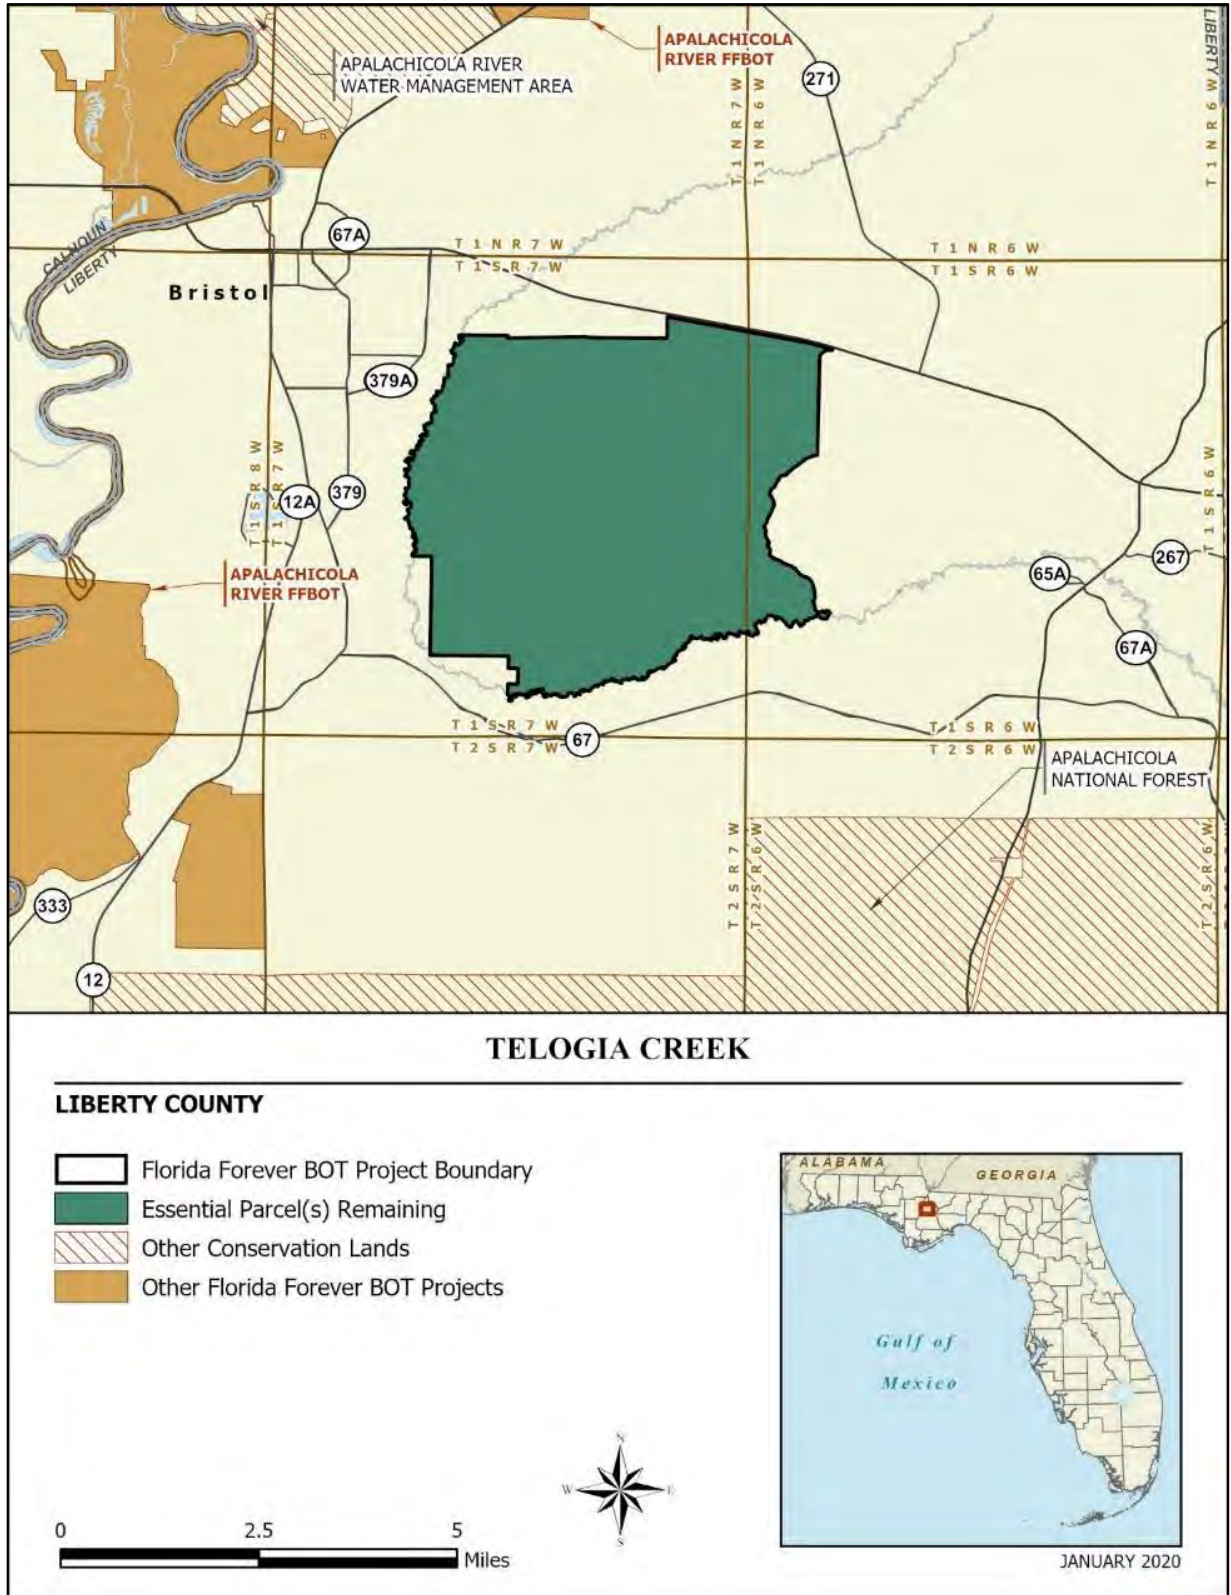 APALACHICOLA
RIVER FFBOT
LIBERTY
APALACHICOLA RIVER
WATER MANAGEMENT AREA
271
T 1 N R 7 W
T 1 N R 6 W
T 1 N R 6 W
CALHOUN
LIBERTY
67A
T 1 N R 7 W
T 1 S R 7 W
T 1 N R 6 W
T 1 S R 6 W
Bristol
379A
T 1 S R 8 W
T 1 S R 7 W
12A
379
T 1 S R 6 W
APALACHICOLA
RIVER FFBOT
65A
267
67A
T 1 S R 7 W
T 2 S R 7 W
67
T 1 S R 6 W
T 2 S R 6 W
APALACHICOLA
NATIONAL FOREST
T 2 S R 7 W
T 2 S R 6 W
T 2 S R 6 W
333
12
TELOGIA CREEK
LIBERTY COUNTY
Florida Forever BOT Project Boundary
Essential Parcel(s) Remaining
Other Conservation Lands
Other Florida Forever BOT Projects
ALABAMA
GEORGIA
Gulf of
Mexico
N
W E
S
0 2.5 5
Miles
JANUARY 2020